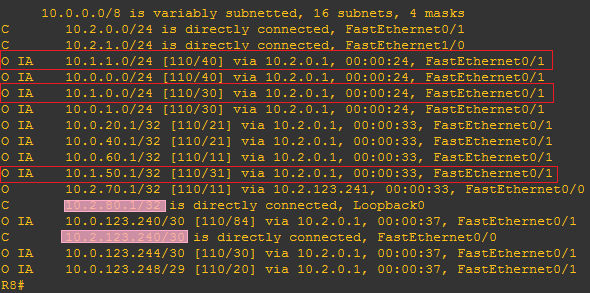 10.0.0.0/8 is variably subnetted, 16 subnets, 4 masks
C 10.2.0.0/24 is directly connected, FastEthernet0/1
C 10.2.1.0/24 is directly connected, FastEthernet1/0
O IA 10.1.1.0/24 [110/40] via 10.2.0.1, 00:00:24, FastEthernet0/1
O IA 10.0.0.0/24 [110/40] via 10.2.0.1, 00:00:24, FastEthernet0/1
O IA 10.1.0.0/24 [110/30] via 10.2.0.1, 00:00:24, FastEthernet0/1
O IA 10.0.1.0/24 [110/30] via 10.2.0.1, 00:00:24, FastEthernet0/1
O IA 10.0.20.1/32 [110/21] via 10.2.0.1, 00:00:33, FastEthernet0/1
O IA 10.0.40.1/32 [110/21] via 10.2.0.1, 00:00:33, FastEthernet0/1
O IA 10.0.60.1/32 [110/11] via 10.2.0.1, 00:00:33, FastEthernet0/1
O IA 10.1.50.1/32 [110/31] via 10.2.0.1, 00:00:33, FastEthernet0/1
O 10.2.70.1/32 [110/11] via 10.2.123.241, 00:00:33, FastEthernet0/0
C 10.2.80.1/32 is directly connected, Loopback0
O IA 10.0.123.240/30 [110/84] via 10.2.0.1, 00:00:37, FastEthernet0/1
C 10.2.123.240/30 is directly connected, FastEthernet0/0
O IA 10.0.123.244/30 [110/30] via 10.2.0.1, 00:00:37, FastEthernet0/1
O IA 10.0.123.248/29 [110/20] via 10.2.0.1, 00:00:37, FastEthernet0/1
R8#